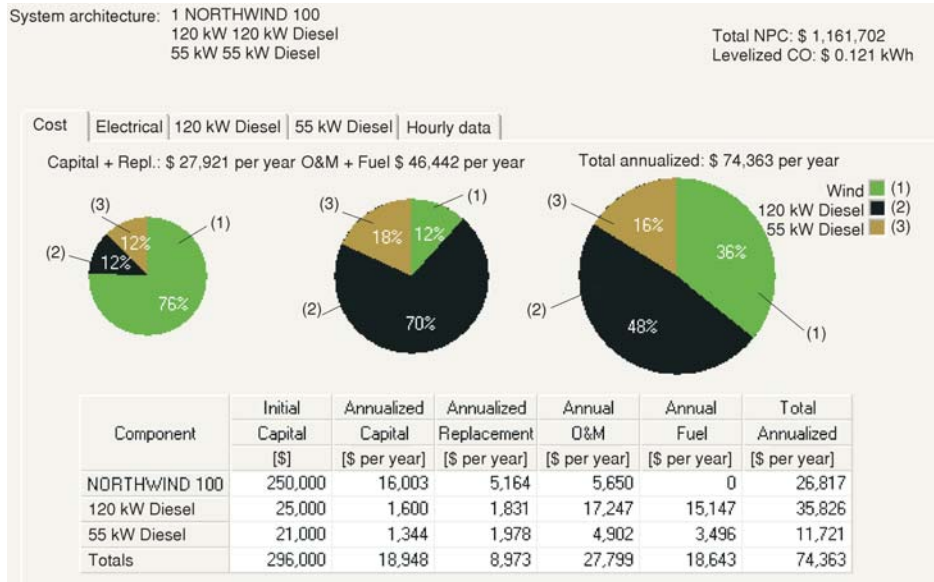 System architecture: 1 NORTHWIND 100
120 kW 120 kW Diesel
55 kW 55 kW Diesel
Total NPC: $ 1,161,702
Levelized CO: $ 0.121 kWh
Cost Electrical 120 kW Diesel 55 kW Diesel Hourly data
Capital + Repl.: $ 27,921 per year O&M + Fuel $ 46,442 per year
Total annualized: $ 74,363 per year
(3) (1)
12%
(2) 12%
76%
(3) (1)
18% 12%
(2)
70%
(3)
16%
36%
(2)
48%
(1)
Wind (1)
120 kW Diesel (2)
55 kW Diesel (3)
Component Initial Annualized Annualized Annual Annual Total
Capital Capital Replacement O&M Fuel Annualized
[$] [$ per year] [$ per year] [$ per year] [$ per year] [$ per year]
NORTHWIND 100 250,000 16,003 5,164 5,650 0 26,817
120 kW Diesel 25,000 1,600 1,831 17,247 15,147 35,826
55 kW Diesel 21,000 1,344 1,978 4,902 3,496 11,721
Totals 296,000 18,948 8,973 27,799 18,643 74,363